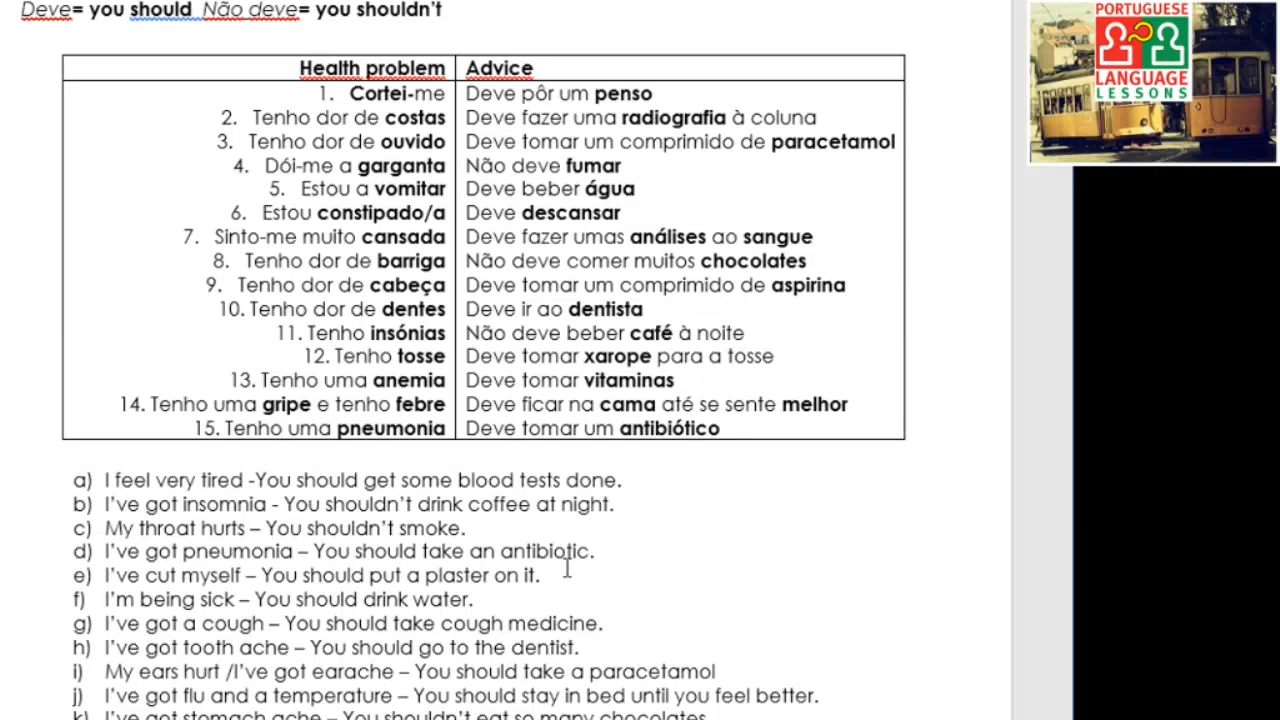 Deve= you should Não deve= you shouldn't
PORTUGUESE
LANGUAGE
LESSONS
Health problem Advice
1. Cortei-me Deve pôr um penso
2. Tenho dor de costas Deve fazer uma radiografia à coluna
3. Tenho dor de ouvido Deve tomar um comprimido de paracetamol
4. Dói-me a garganta Não deve fumar
5. Estou a vomitar Deve beber água
6. Estou constipado/a Deve descansar
7. Sinto-me muito cansada Deve fazer umas análises ao sangue
8. Tenho dor de barriga Não deve comer muitos chocolates
9. Tenho dor de cabeça Deve tomar um comprimido de aspirina
10. Tenho dor de dentes Deve ir ao dentista
11. Tenho insónias Não deve beber café à noite
12. Tenho tosse Deve tomar xarope para a tosse
13. Tenho uma anemia Deve tomar vitaminas
14. Tenho uma gripe e tenho febre Deve ficar na cama até se sente melhor
15. Tenho uma pneumonia Deve tomar um antibiótico
a) I feel very tired -You should get some blood tests done.
b) I've got insomnia - You shouldn't drink coffee at night.
c) My throat hurts – You shouldn't smoke.
d) I've got pneumonia – You should take an antibiotic.
e) I've cut myself – You should put a plaster on it.
f) I'm being sick – You should drink water.
g) I've got a cough – You should take cough medicine.
h) I've got tooth ache – You should go to the dentist.
i) My ears hurt /I've got earache – You should take a paracetamol
j) I've got flu and a temperature – You should stay in bed until you feel better.
k) I've got stomach ache – You shouldn't eat so many chocolates